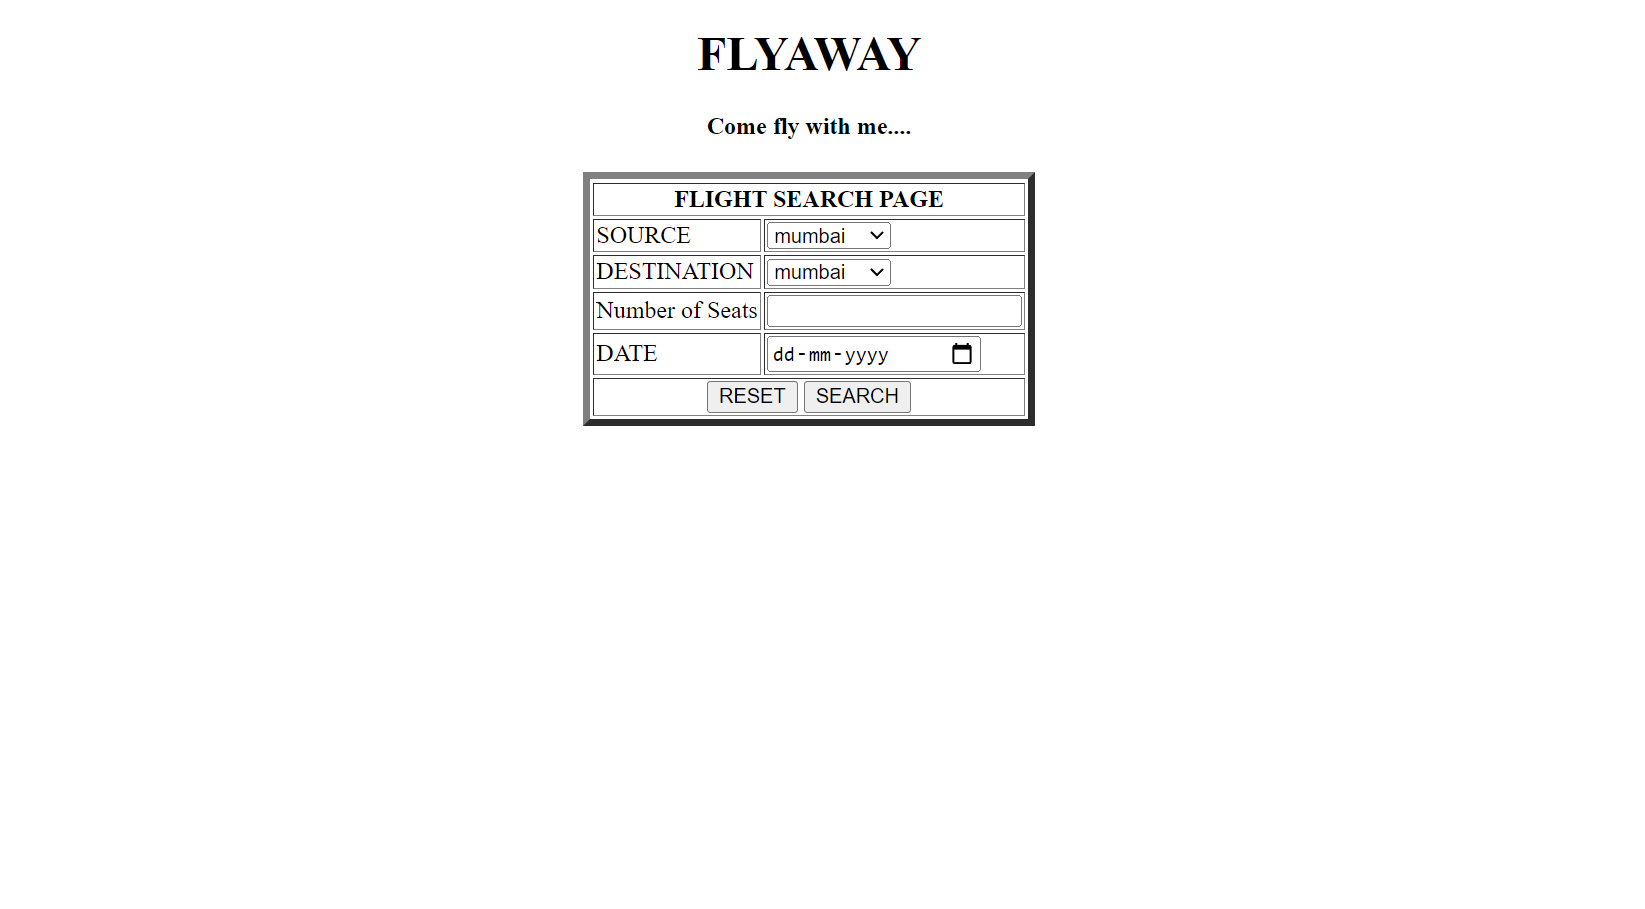 FLYAWAY
Come fly with me....
FLIGHT SEARCH PAGE
SOURCE mumbai
DESTINATION mumbai
Number of Seats
DATE dd-mm-yyyy
RESET SEARCH